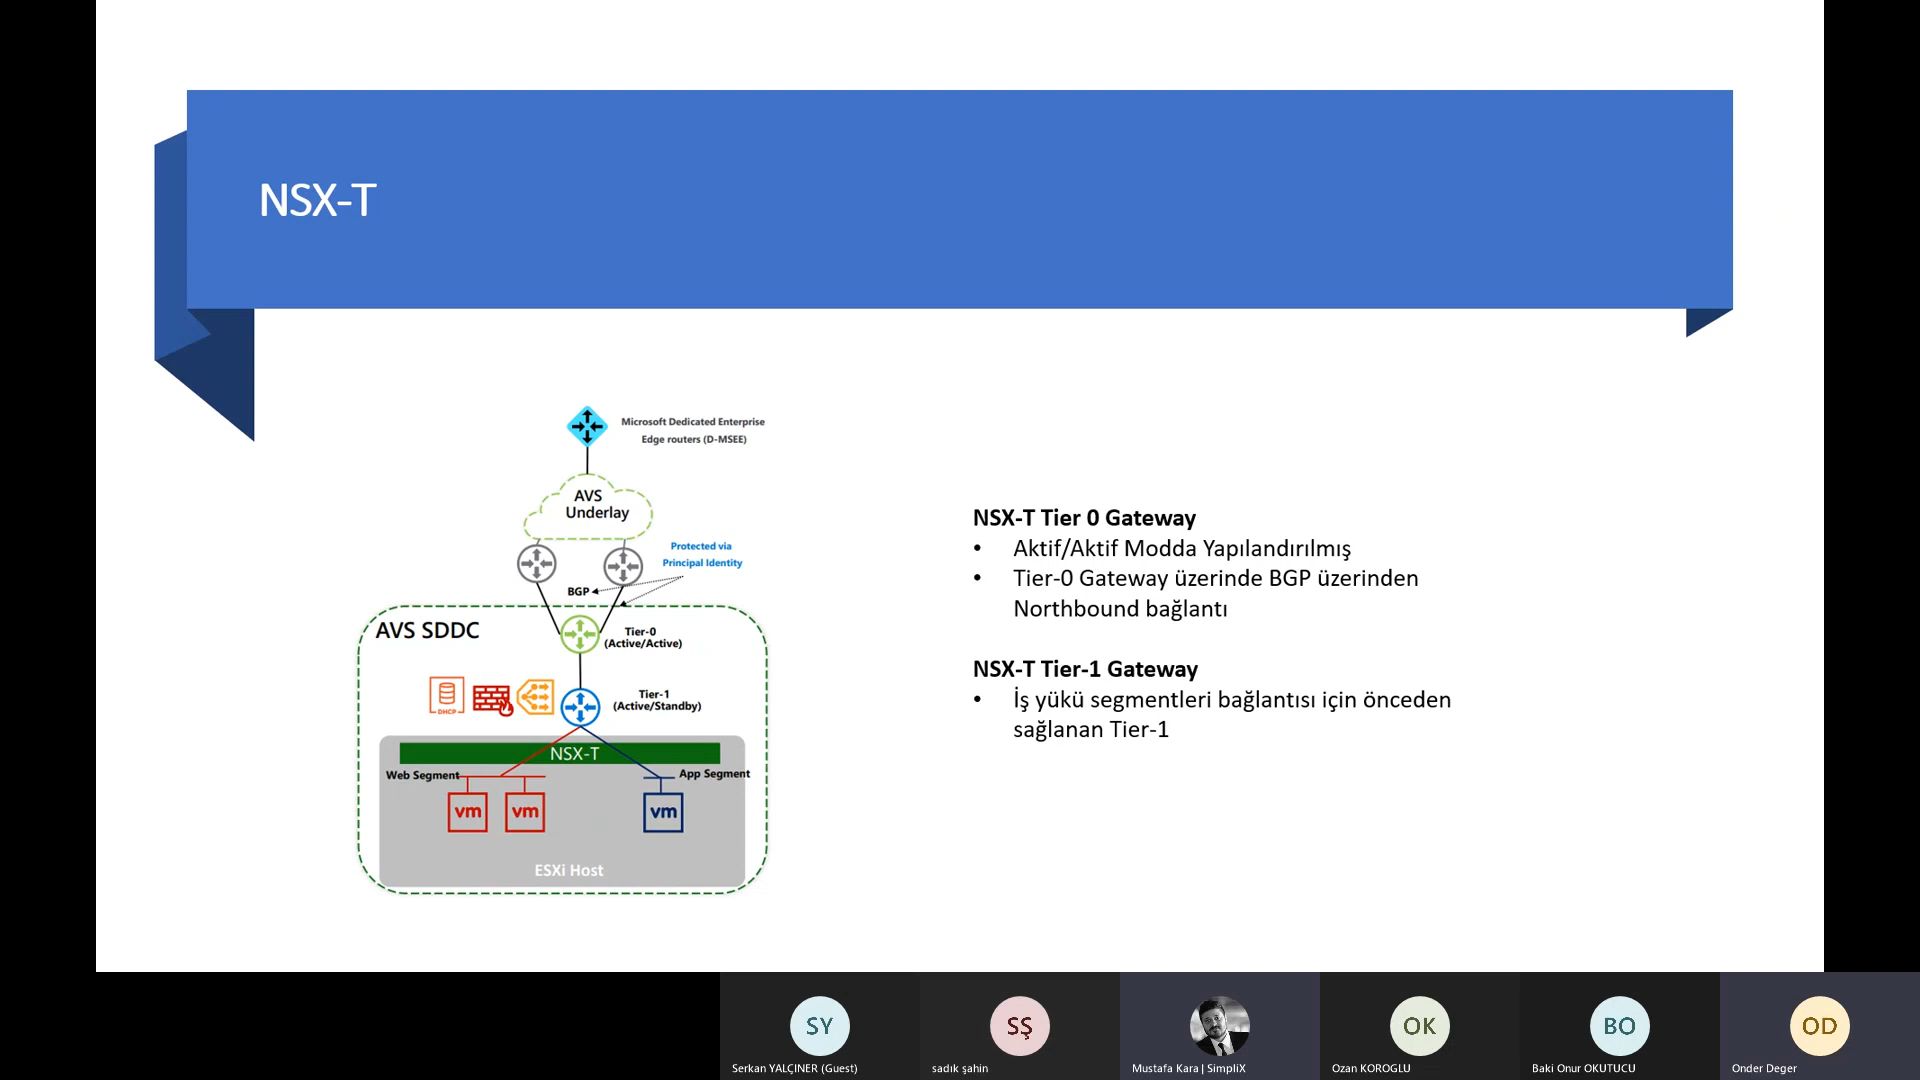 NSX-T
Microsoft Dedicated Enterprise
Edge routers (D-MSEE)
AVS
Underlay
Protected via
Principal Identity
BGP
AVS SDDC
Tier-0
(Active/Active)
DHCP
Tier-1
(Active/Standby)
NSX-T
Web Segment
App Segment
vm
vm
vm
ESXi Host
NSX-T Tier 0 Gateway
• Aktif/Aktif Modda Yapılandırılmış
• Tier-0 Gateway üzerinde BGP üzerinden
Northbound bağlantı
NSX-T Tier-1 Gateway
• İş yükü segmentleri bağlantısı için önceden
sağlanan Tier-1
SY
SŞ
OK
BO
OD
Serkan YALÇINER (Guest)
sadık şahin
Mustafa Kara | SimpliX
Ozan KOROGLU
Baki Onur OKUTUCU
Onder Deger